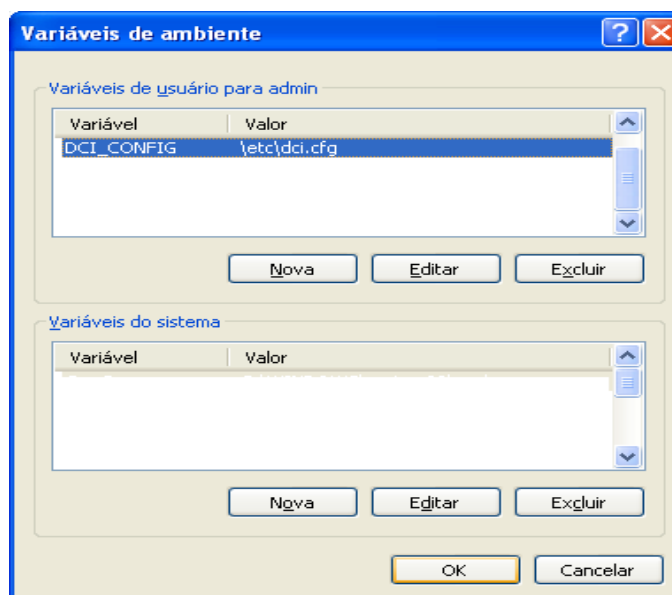 Variáveis de ambiente
Variáveis de usuário para admin
Variável Valor
DCI_CONFIG \etc\dci.cfg
Nova Editar Excluir
Variáveis do sistema
Variável Valor
Nova Editar Excluir
OK Cancelar